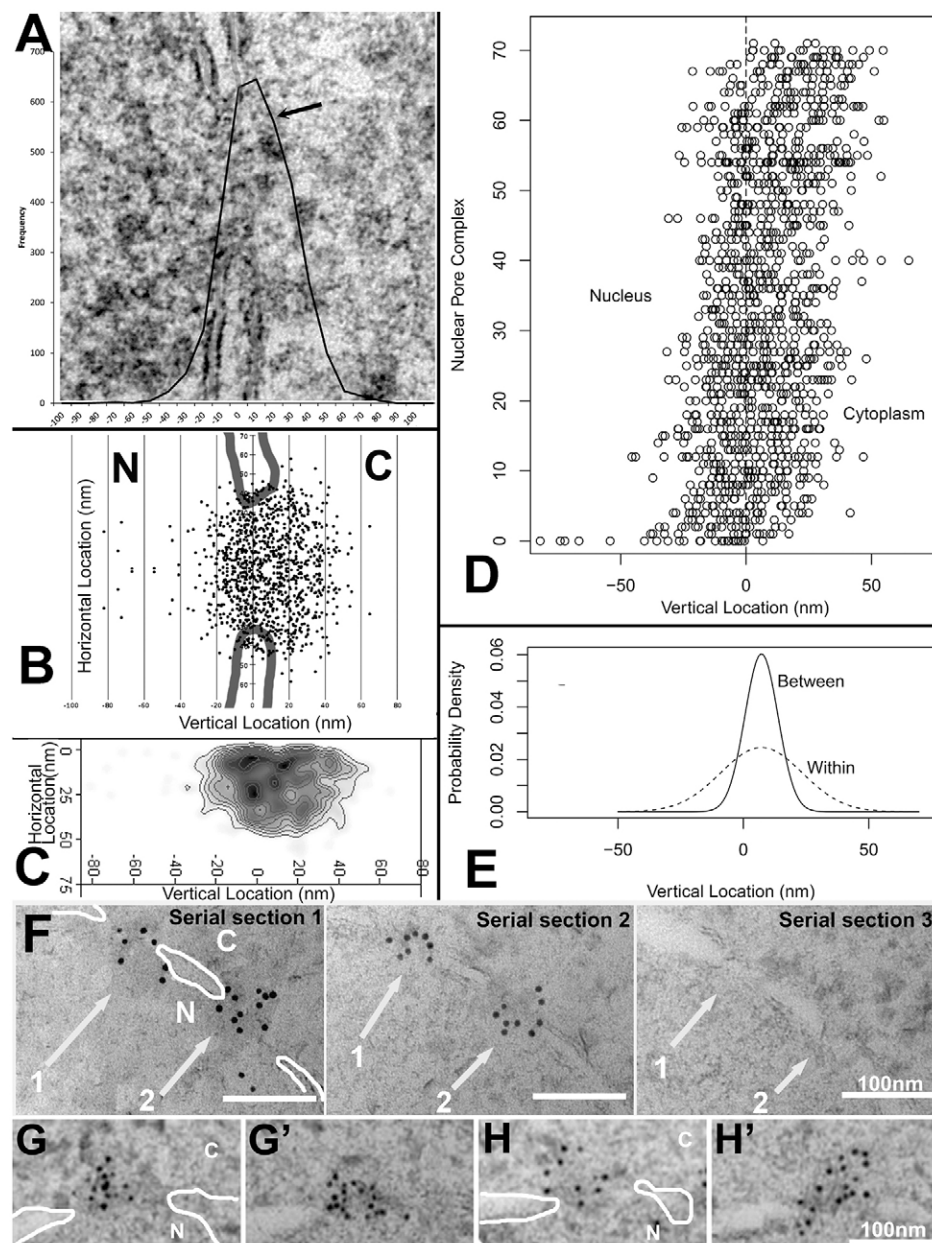 A
700
600
500
400
300
200
100
0
Frequency
-100 -90 -80 -70 -60 -50 -40 -30 -20 -10 0 10 20 30 40 50 60 70 80 90 100
B
N
C
Horizontal Location (nm)
70
60
50
50
60
70
-100 -80 -60 -40 -20 0 20 40 60 80
Vertical Location (nm)
C
Horizontal
Location(nm)
0
25
50
75
-80 -60 -40 -20 0 20 40 60 80
Vertical Location (nm)
D
Nuclear Pore Complex
70
60
50
40
30
20
10
0
Nucleus
Cytoplasm
−50 0 50
Vertical Location (nm)
E
Probability Density
0.06
0.04
0.02
0.00
Between
Within
−50 0 50
Vertical Location (nm)
F
Serial section 1
C
N
1
2
Serial section 2
1
2
Serial section 3
1
2
100nm
G
C
N
G'
H
C
N
H'
100nm